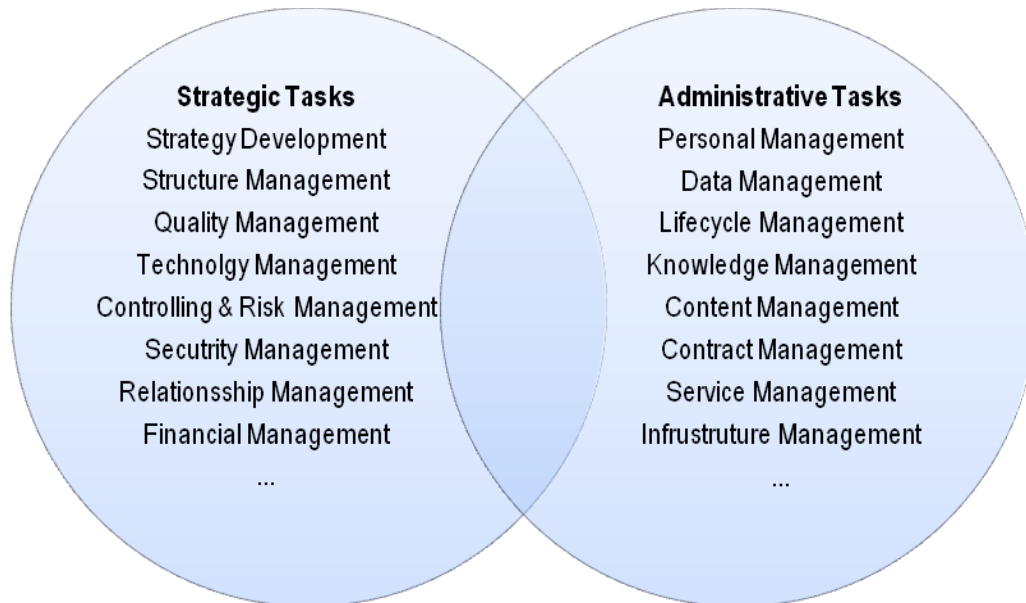 Strategic Tasks
Strategy Development
Structure Management
Quality Management
Technolgy Management
Controlling & Risk Management
Secutrity Management
Relationsship Management
Financial Management
...
Administrative Tasks
Personal Management
Data Management
Lifecycle Management
Knowledge Management
Content Management
Contract Management
Service Management
Infrustruture Management
...